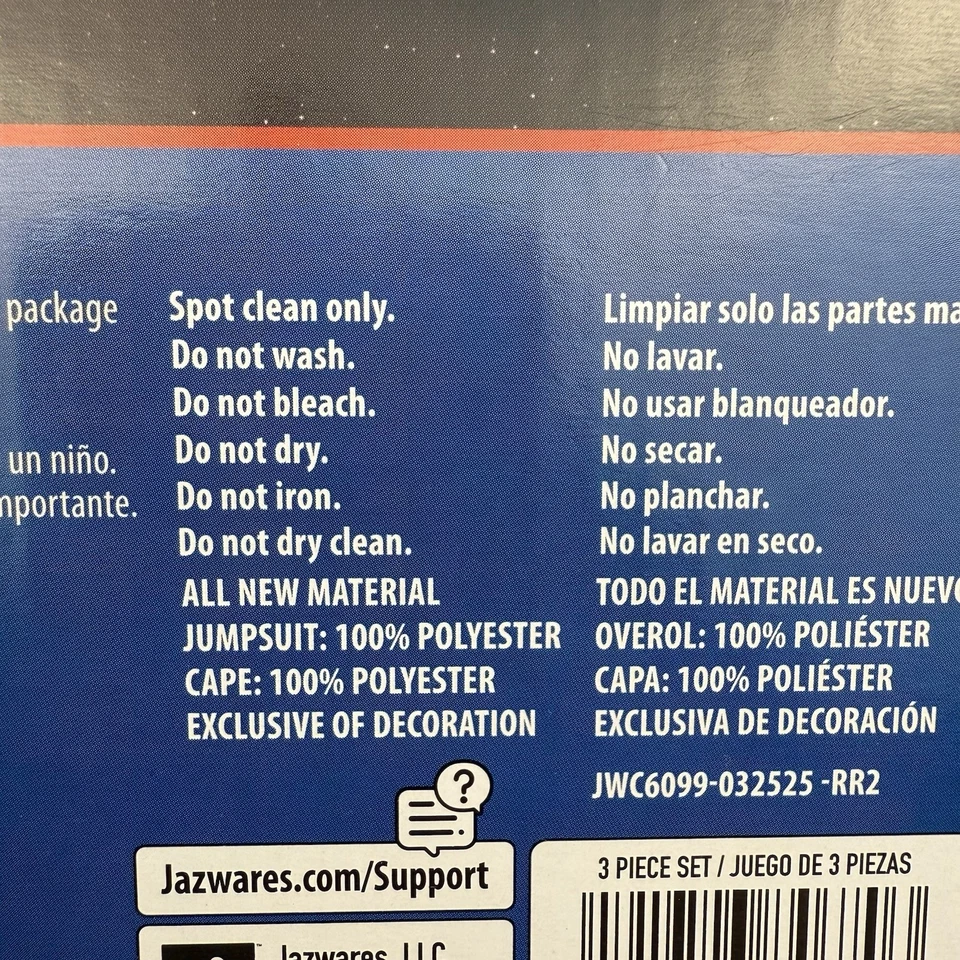 package
un niño.
mportante.
Spot clean only.
Do not wash.
Do not bleach.
Do not dry.
Do not iron.
Do not dry clean.
ALL NEW MATERIAL
JUMPSUIT: 100% POLYESTER
CAPE: 100% POLYESTER
EXCLUSIVE OF DECORATION
Limpiar solo las partes ma
No lavar.
No usar blanqueador.
No secar.
No planchar.
No lavar en seco.
TODO EL MATERIAL ES NUEVO
OVEROL: 100% POLIÉSTER
CAPA: 100% POLIÉSTER
EXCLUSIVA DE DECORACIÓN
JWC6099-032525 -RR2
?
Jazwares.com/Support
Jazwares, LLC
3 PIECE SET / JUEGO DE 3 PIEZAS